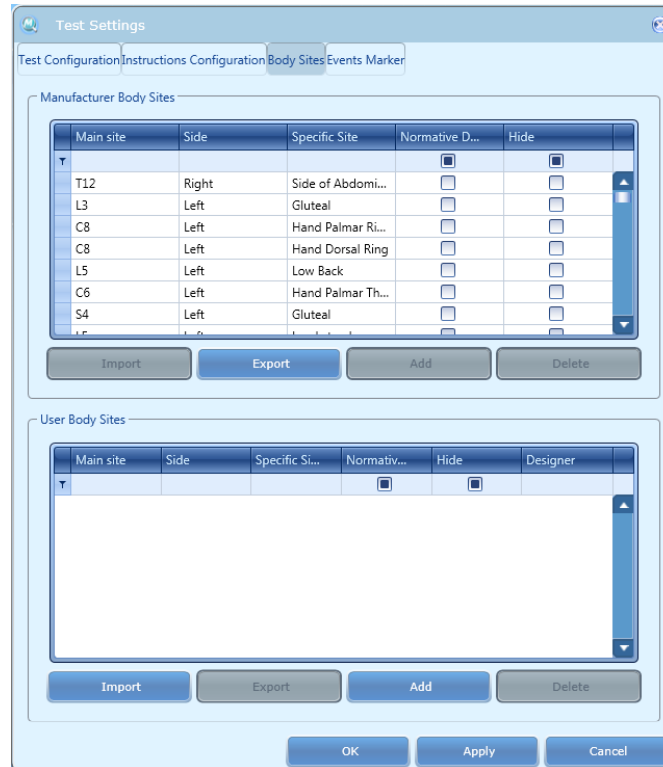 Test Settings
Test Configuration Instructions Configuration Body Sites Events Marker
Manufacturer Body Sites
Main site Side Specific Site Normative D... Hide
T12 Right Side of Abdomi...
L3 Left Gluteal
C8 Left Hand Palmar Ri...
C8 Left Hand Dorsal Ring
L5 Left Low Back
C6 Left Hand Palmar Th...
S4 Left Gluteal
Import Export Add Delete
User Body Sites
Main site Side Specific Si... Normativ... Hide Designer
Import Export Add Delete
OK Apply Cancel